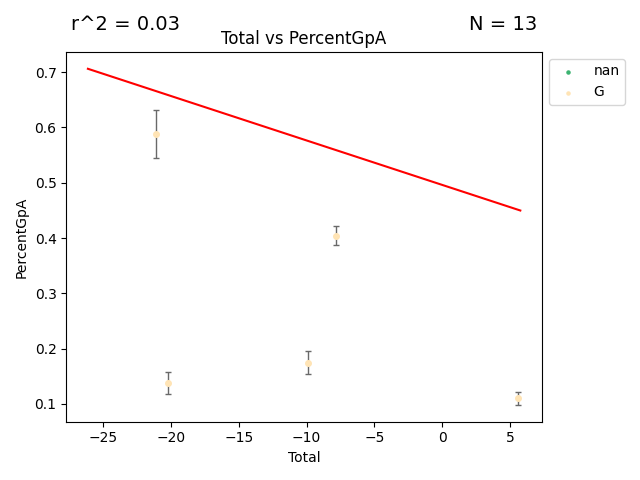 r^2 = 0.03
N = 13
Total vs PercentGpA
nan
G
0.7
0.6
0.5
0.4
0.3
0.2
0.1
PercentGpA
−25
−20
−15
−10
−5
0
5
Total